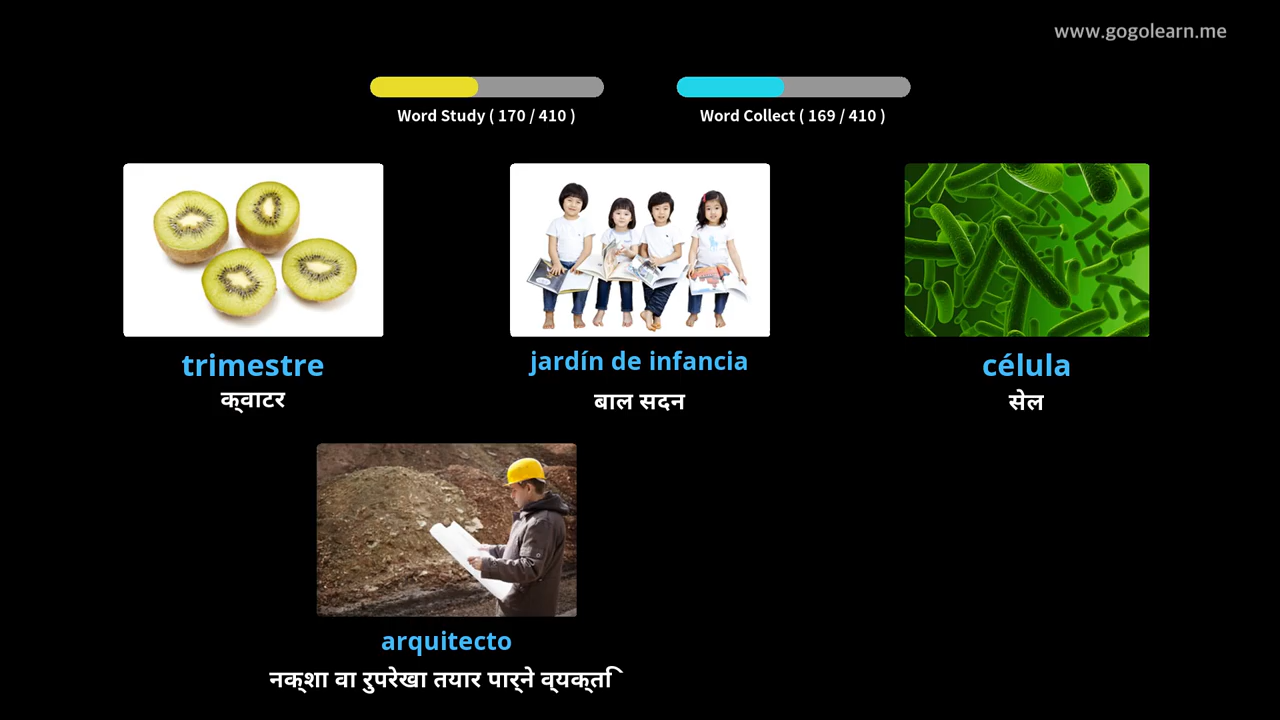 www.gogolearn.me
Word Study ( 170 / 410 )
Word Collect ( 169 / 410 )
trimestre
क्वाटर
jardín de infancia
बाल सदन
célula
सेल
arquitecto
नक्शा वा रुपरेखा तयार पार्ने व्यक्ति